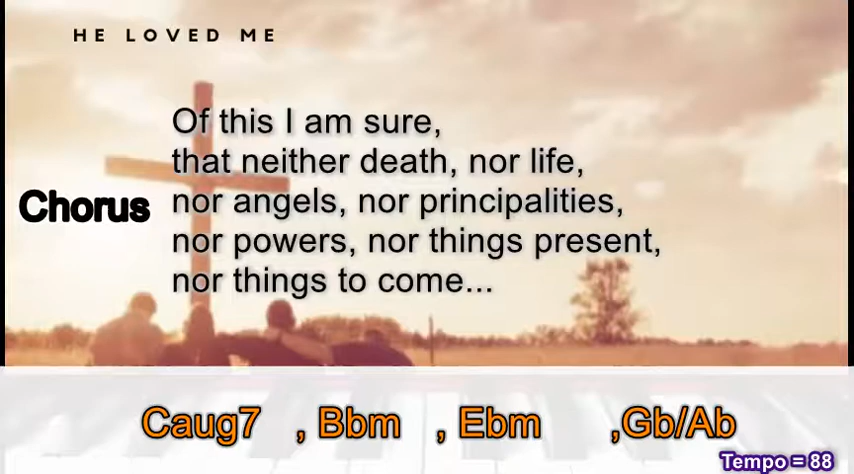 HE LOVED ME
Of this I am sure,
that neither death, nor life,
Chorus nor angels, nor principalities,
nor powers, nor things present,
nor things to come...
Caug7 , Bbm , Ebm ,Gb/Ab
Tempo = 88